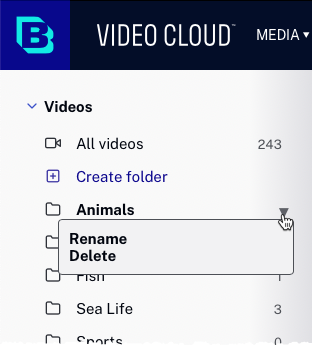 VIDEO CLOUD™
MEDIA
Videos
All videos 243
Create folder
Animals
Rename
Delete
Fish 1
Sea Life 3
Sports 0